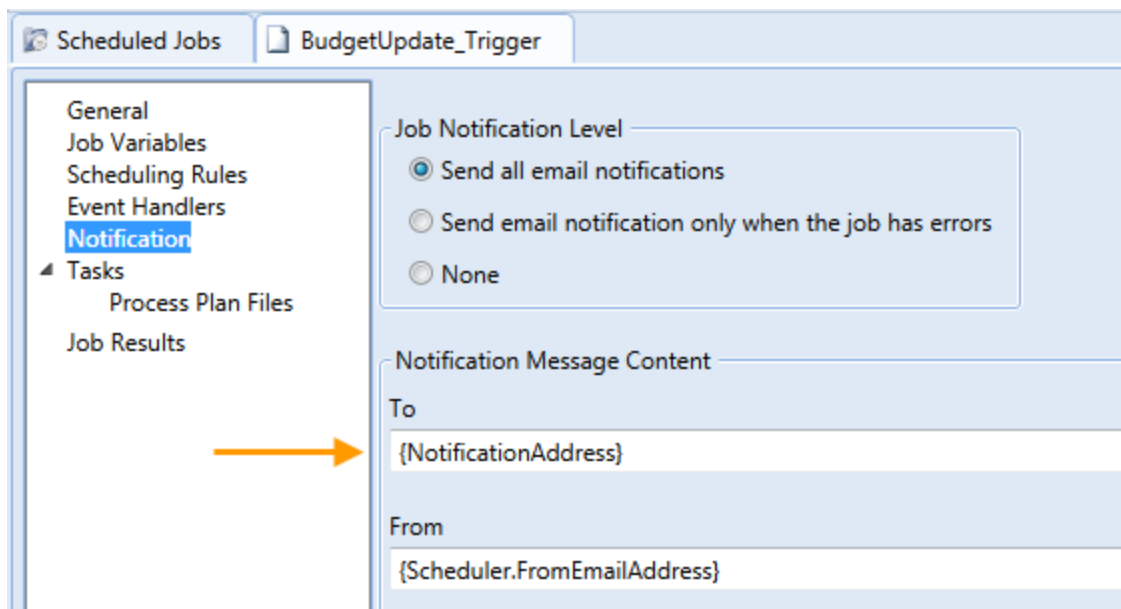 Scheduled Jobs
BudgetUpdate_Trigger
General
Job Variables
Scheduling Rules
Event Handlers
Notification
Tasks
Process Plan Files
Job Results
Job Notification Level
Send all email notifications
Send email notification only when the job has errors
None
Notification Message Content
To
{NotificationAddress}
From
{Scheduler.FromEmailAddress}